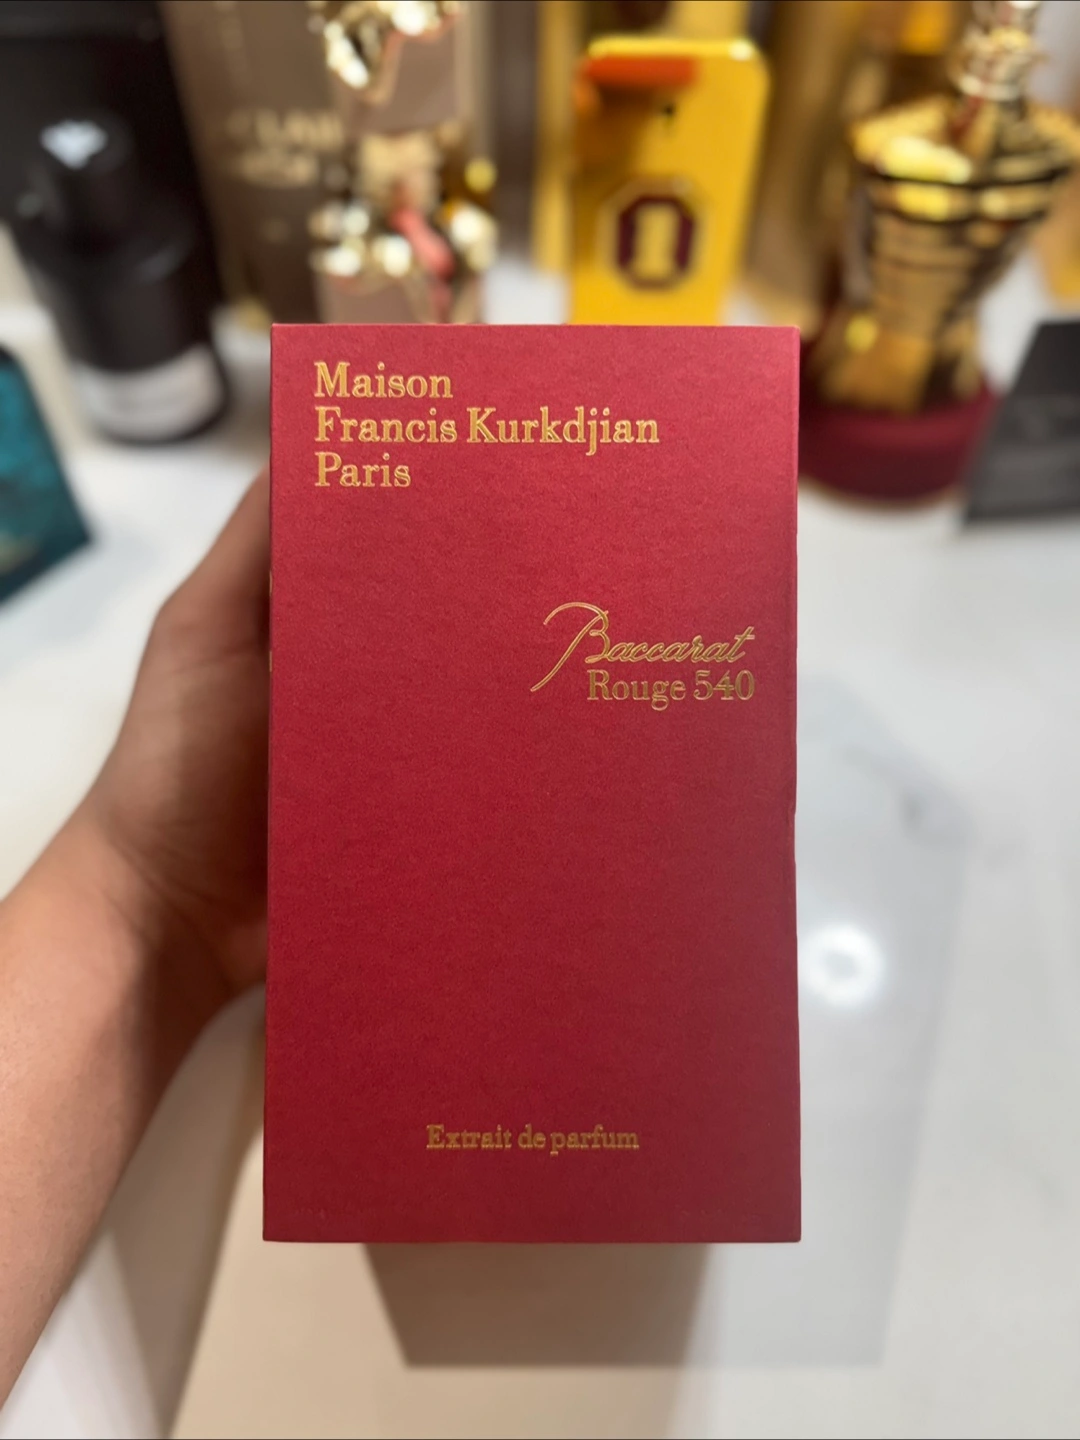 Maison
Francis Kurkdjian
Paris
Baccarat
Rouge 540
Extrait de parfum